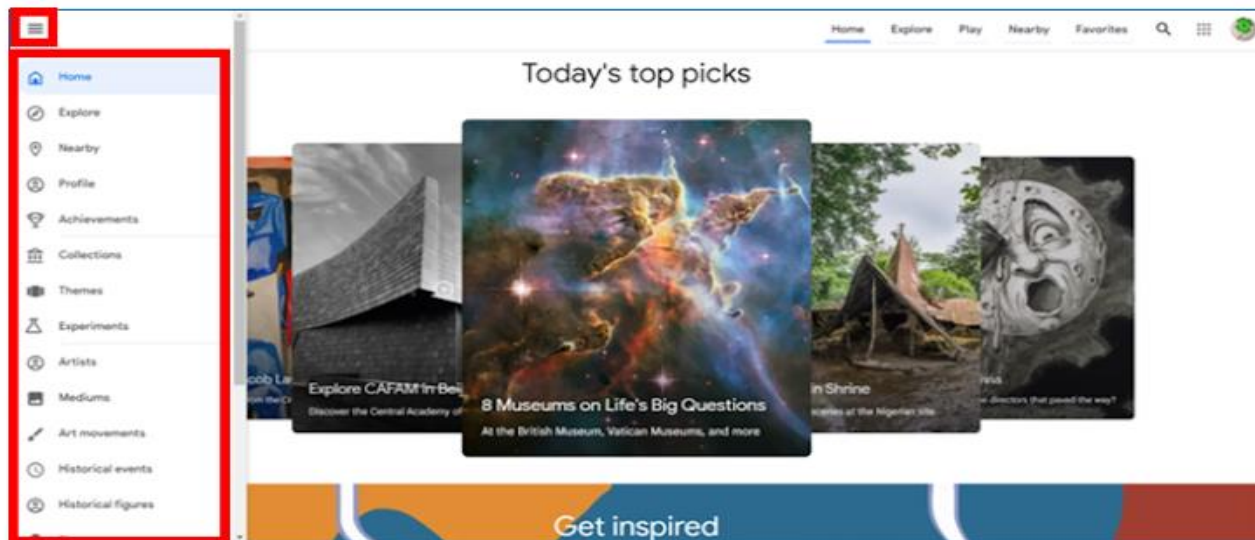 Home Explore Play Nearby Favorites
Home
Explore
Nearby
Profile
Achievements
Collections
Themes
Experiments
Artists
Mediums
Art movements
Historical events
Historical figures
Today's top picks
Explore CAFAM in Bei
Discover the Central Academy of
8 Museums on Life's Big Questions
At the British Museum, Vatican Museums, and more
in Shrine
at the Nigerian site
directors that paved the way?
Get inspired